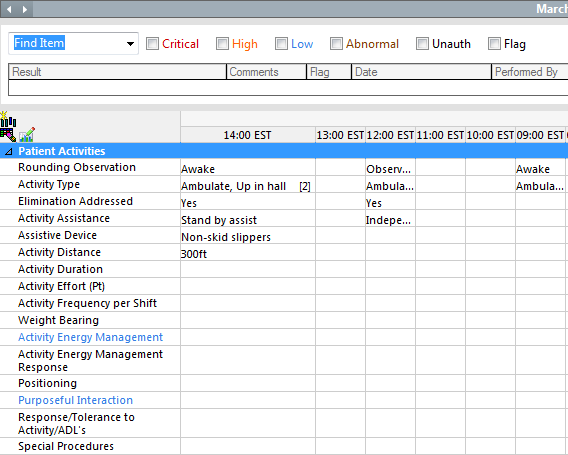 March
Find Item Critical High Low Abnormal Unauth Flag
Result Comments Flag Date Performed By
14:00 EST 13:00 EST 12:00 EST 11:00 EST 10:00 EST 09:00 EST
Patient Activities
Rounding Observation Awake Observ... Awake
Activity Type Ambulate, Up in hall [2] Ambula... Ambula...
Elimination Addressed Yes Yes
Activity Assistance Stand by assist Indepe...
Assistive Device Non-skid slippers
Activity Distance 300ft
Activity Duration
Activity Effort (Pt)
Activity Frequency per Shift
Weight Bearing
Activity Energy Management
Activity Energy Management
Response
Positioning
Purposeful Interaction
Response/Tolerance to
Activity/ADL's
Special Procedures